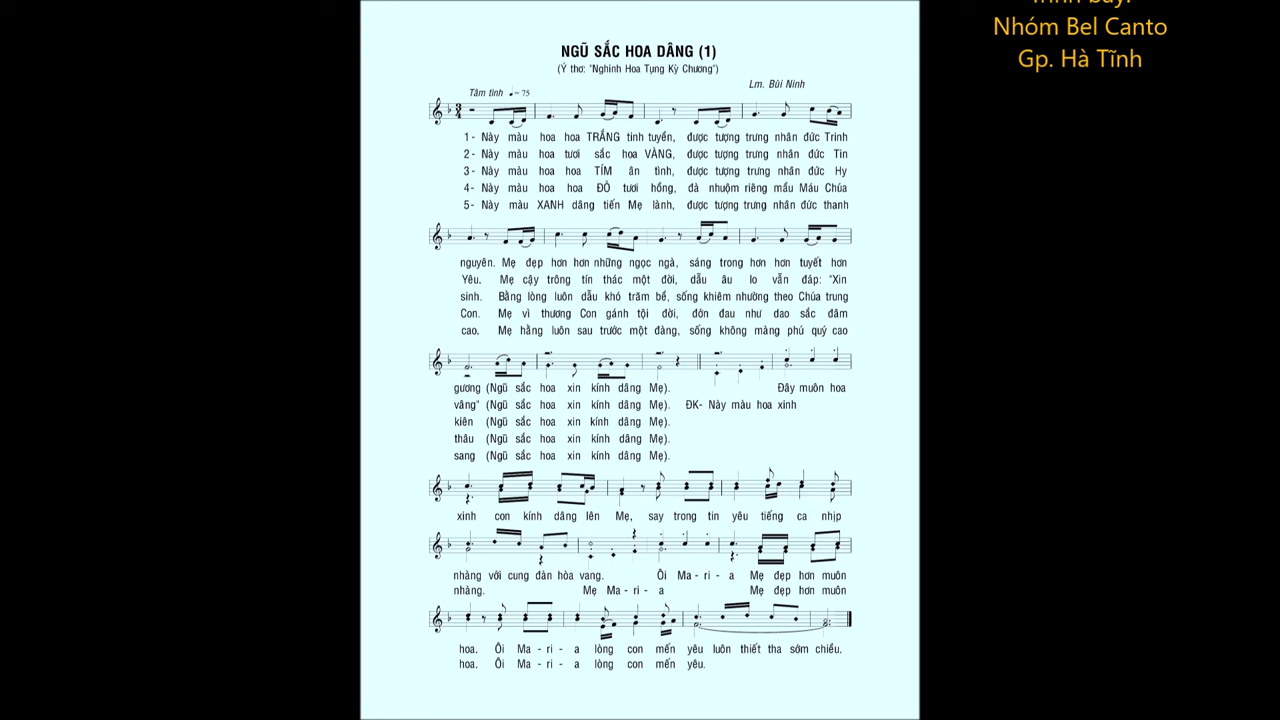 Trình bày:
Nhóm Bel Canto
Gp. Hà Tĩnh
NGŨ SẮC HOA DÂNG (1)
(Ý thơ: "Nghinh Hoa Tụng Kỳ Chương")
Lm. Bùi Ninh
Tâm tình ♩= 75
3
4
1- Này màu hoa hoa TRẮNG tinh tuyền, được tượng trưng nhân đức Trinh
2- Này màu hoa tươi sắc hoa VÀNG, được tượng trưng nhân đức Tin
3- Này màu hoa hoa TÍM ân tình, được tượng trưng nhân đức Hy
4- Này màu hoa hoa ĐỎ tươi hồng, đà nhuộm riêng mầu Máu Chúa
5- Này màu XANH dâng tiến Mẹ lành, được tượng trưng nhân đức thanh
nguyên. Mẹ đẹp hơn hơn những ngọc ngà, sáng trong hơn hơn tuyết hơn
Yêu. Mẹ cậy trông tín thác một đời, dẫu âu lo vẫn đáp: "Xin
sinh. Bằng lòng luôn dẫu khó trăm bề, sống khiêm nhường theo Chúa trung
Con. Mẹ vì thương Con gánh tội đời, đớn đau như dao sắc đâm
cao. Mẹ hằng luôn sau trước một đàng, sống không màng phú quý cao
gương (Ngũ sắc hoa xin kính dâng Mẹ). Đây muôn hoa
vâng" (Ngũ sắc hoa xin kính dâng Mẹ). ĐK- Này màu hoa xinh
kiên (Ngũ sắc hoa xin kính dâng Mẹ).
thâu (Ngũ sắc hoa xin kính dâng Mẹ).
sang (Ngũ sắc hoa xin kính dâng Mẹ).
xinh con kính dâng lên Mẹ, say trong tin yêu tiếng ca nhịp
nhàng với cung đàn hòa vang. Ôi Ma - ri - a Mẹ đẹp hơn muôn
nhàng. Mẹ Ma - ri - a Mẹ đẹp hơn muôn
hoa. Ôi Ma - ri - a lòng con mến yêu luôn thiết tha sớm chiều.
hoa. Ôi Ma - ri - a lòng con mến yêu.